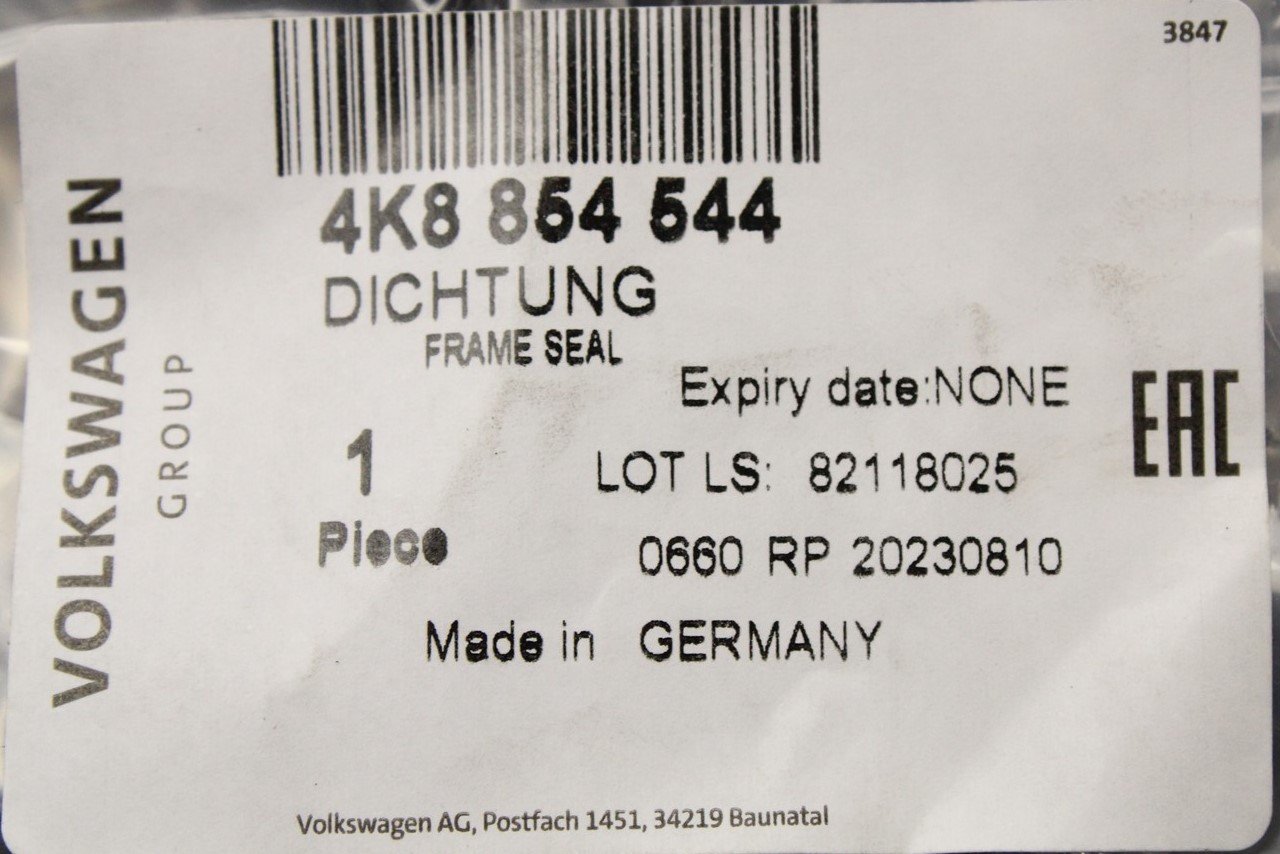 3847
4K8 854 544
DICHTUNG
FRAME SEAL
Expiry date:NONE
1
Piece
LOT LS: 82118025
0660 RP 20230810
Made in GERMANY
EAC
VOLKSWAGEN
GROUP
Volkswagen AG, Postfach 1451, 34219 Baunatal